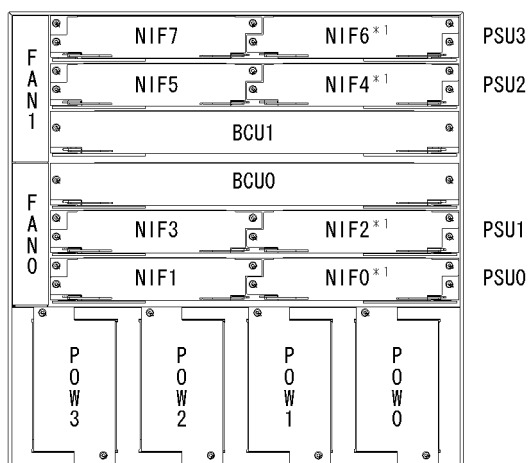 NIF7 NIF6*1 PSU3
NIF5 NIF4*1 PSU2
FAN1
BCU1
BCU0
FAN0
NIF3 NIF2*1 PSU1
NIF1 NIF0*1 PSU0
POW3 POW2 POW1 POW0